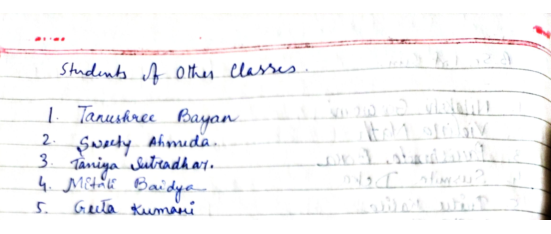 Students of Other Classes.
1. Tanushree Bayan
2. Sweety Ahmeda.
3. Taniya Sutradhar.
4. Mitali Baidya
5. Geeta Kumari